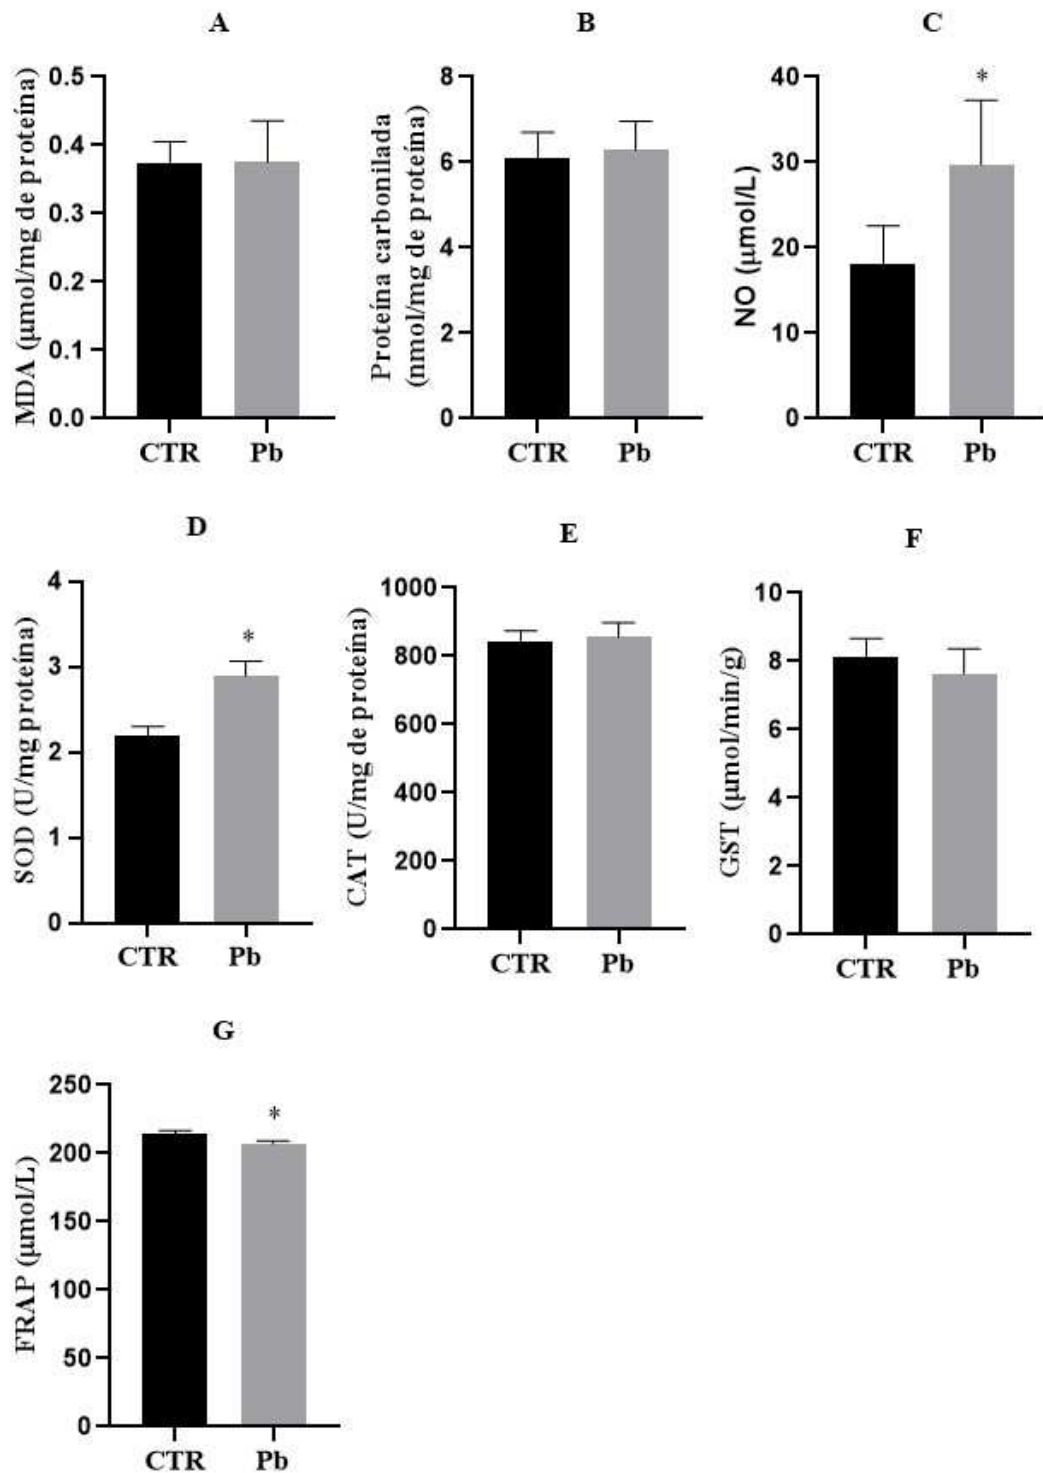 A
MDA (µmol/mg de proteína)
0.5
0.4
0.3
0.2
0.1
0.0
CTR Pb
B
Proteína carbonilada
(nmol/mg de proteína)
8
6
4
2
0
CTR Pb
C
NO (µmol/L)
40
30
20
10
0
*
CTR Pb
D
SOD (U/mg proteína)
4
3
2
1
0
*
CTR Pb
E
CAT (U/mg de proteína)
1000
800
600
400
200
0
CTR Pb
F
GST (µmol/min/g)
10
8
6
4
2
0
CTR Pb
G
FRAP (µmol/L)
250
200
150
100
50
0
*
CTR Pb